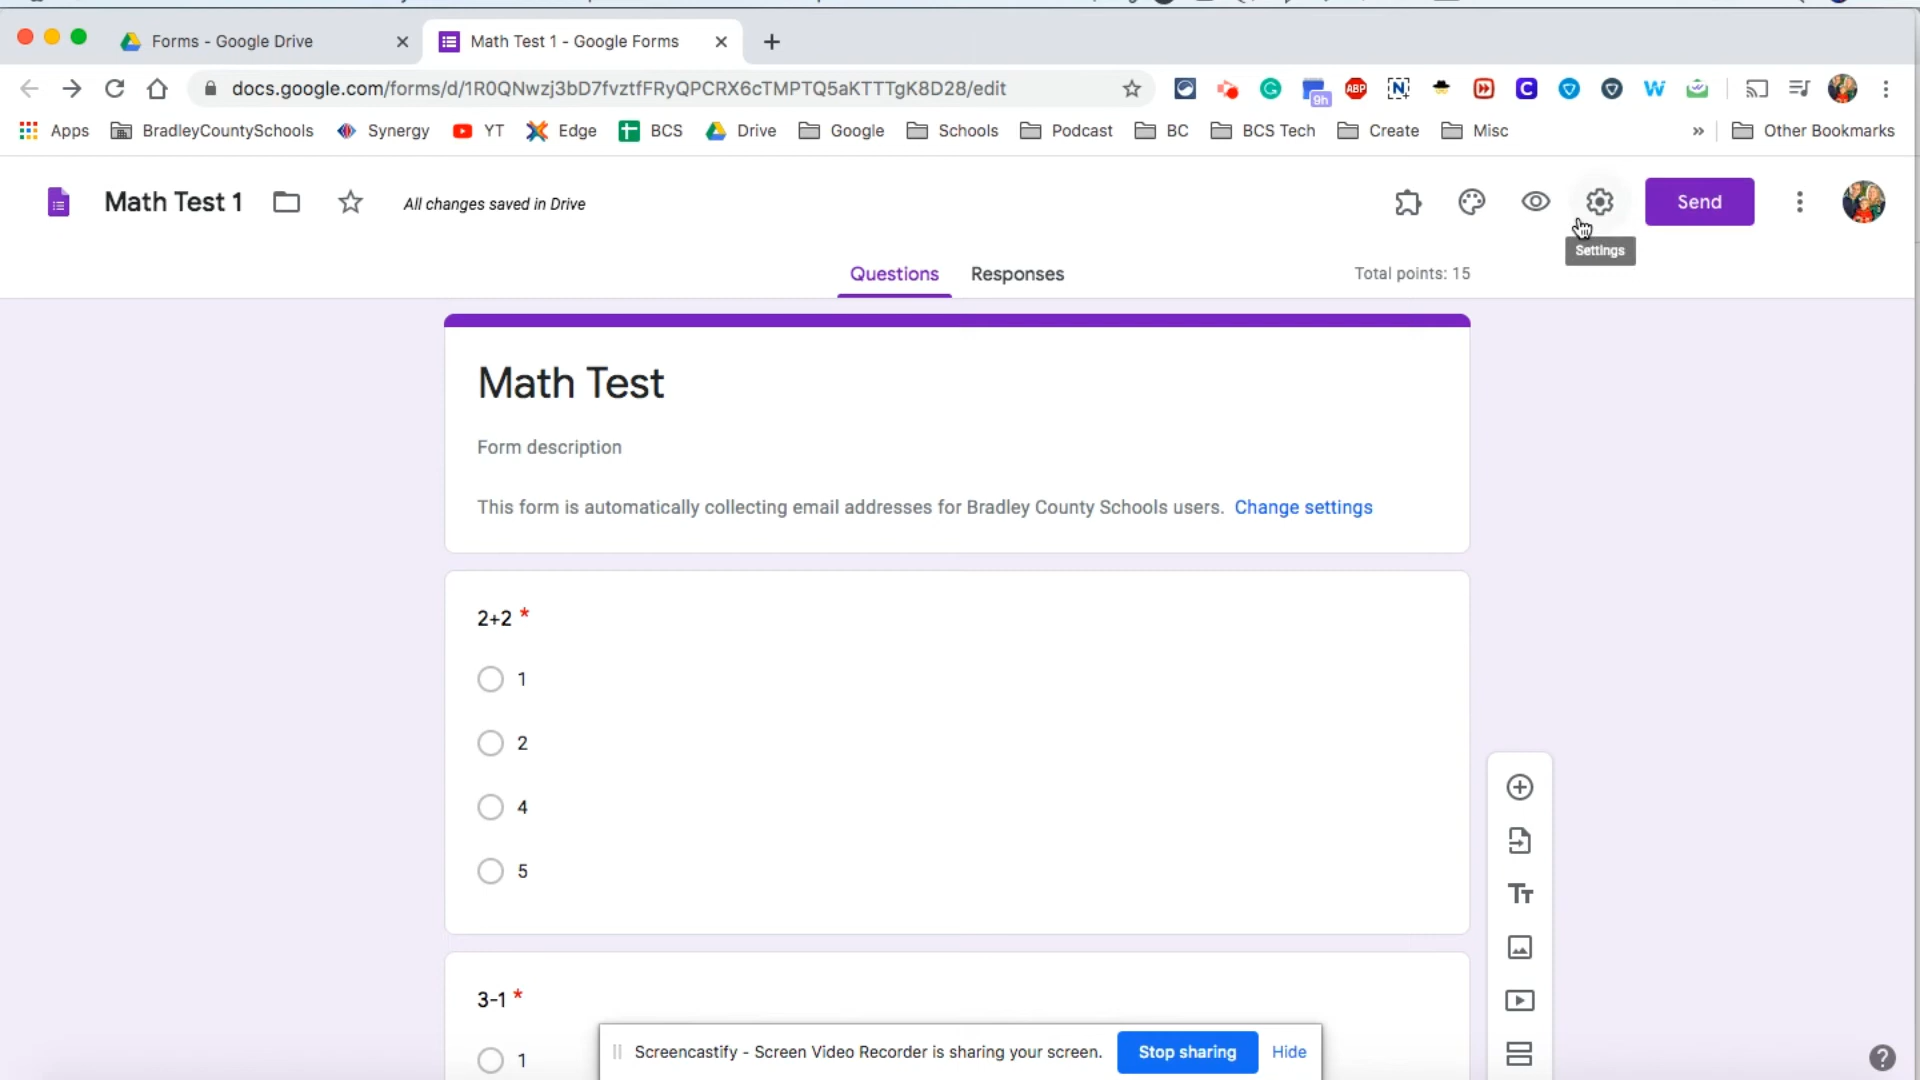 Forms - Google Drive
Math Test 1 - Google Forms
docs.google.com/forms/d/1R0QNwzj3bD7fvztfFRyQPCRX6cTMPTQ5aKTTTgK8D28/edit
9h
ABP
N
C
W
Apps
BradleyCountySchools
Synergy
YT
Edge
BCS
Drive
Google
Schools
Podcast
BC
BCS Tech
Create
Misc
»
Other Bookmarks
Math Test 1
All changes saved in Drive
Send
Settings
Questions
Responses
Total points: 15
Math Test
Form description
This form is automatically collecting email addresses for Bradley County Schools users. Change settings
2+2 *
1
2
4
5
3-1 *
1
Tт
Screencastify - Screen Video Recorder is sharing your screen.
Stop sharing
Hide